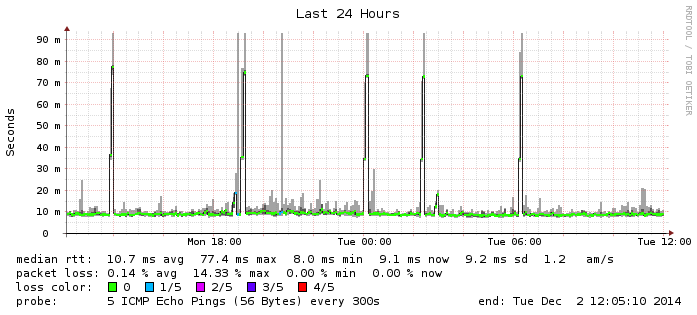 Last 24 Hours
RRDTOOL / TOBI OETIKER
Seconds
90 m
80 m
70 m
60 m
50 m
40 m
30 m
20 m
10 m
0
Mon 18:00 Tue 00:00 Tue 06:00 Tue 12:00
median rtt: 10.7 ms avg 77.4 ms max 8.0 ms min 9.1 ms now 9.2 ms sd 1.2 am/s
packet loss: 0.14 % avg 14.33 % max 0.00 % min 0.00 % now
loss color: 0 1/5 2/5 3/5 4/5
probe: 5 ICMP Echo Pings (56 Bytes) every 300s end: Tue Dec 2 12:05:10 2014